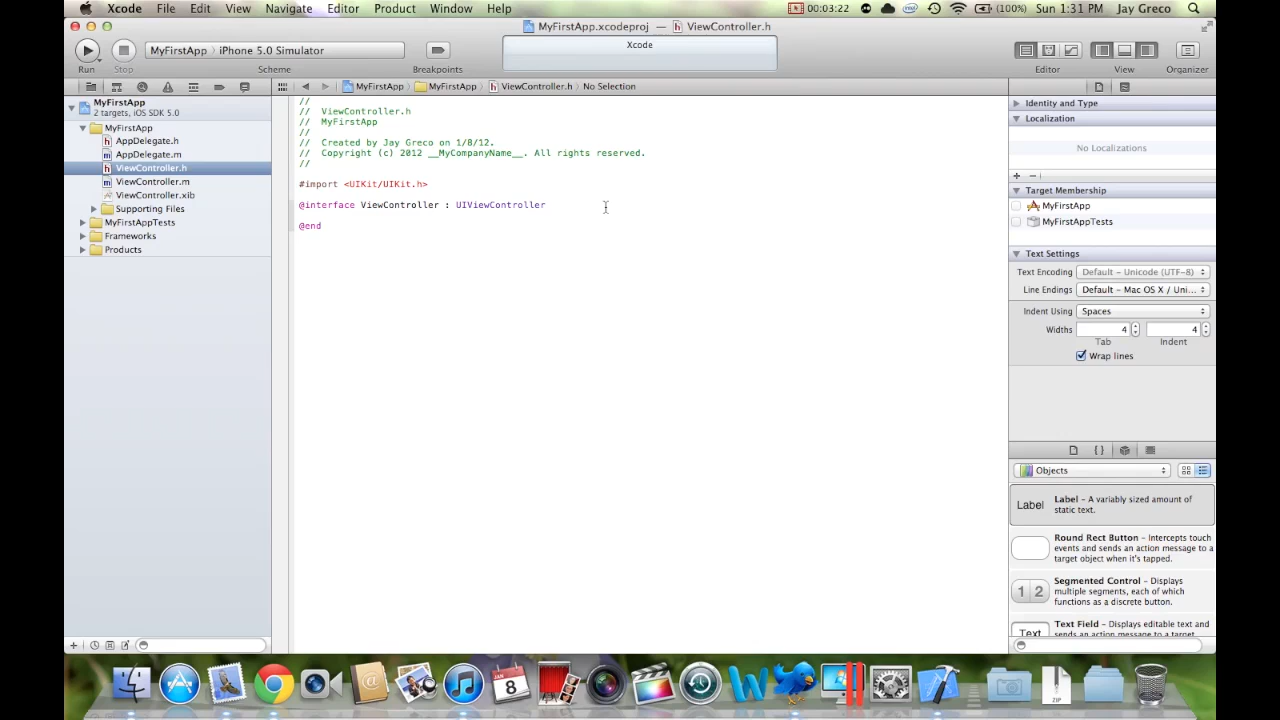 Xcode File Edit View Navigate Editor Product Window Help 00:03:22 (100%) Sun 1:31 PM Jay Greco
MyFirstApp.xcodeproj — ViewController.h
MyFirstApp › iPhone 5.0 Simulator
Xcode
Run Stop Scheme Breakpoints Editor View Organizer
MyFirstApp › MyFirstApp › ViewController.h › No Selection
MyFirstApp
2 targets, iOS SDK 5.0
MyFirstApp
AppDelegate.h
AppDelegate.m
ViewController.h
ViewController.m
ViewController.xib
Supporting Files
MyFirstAppTests
Frameworks
Products
//
// ViewController.h
// MyFirstApp
//
// Created by Jay Greco on 1/8/12.
// Copyright (c) 2012 __MyCompanyName__. All rights reserved.
//
#import <UIKit/UIKit.h>
@interface ViewController : UIViewController
@end
Identity and Type
Localization
No Localizations
Target Membership
MyFirstApp
MyFirstAppTests
Text Settings
Text Encoding Default – Unicode (UTF-8)
Line Endings Default – Mac OS X / Uni...
Indent Using Spaces
Widths 4 4
Tab Indent
Wrap lines
{ }
Objects
Label
Label – A variably sized amount of
static text.
Round Rect Button – Intercepts touch
events and sends an action message to a
target object when it's tapped.
1 2
Segmented Control – Displays
multiple segments, each of which
functions as a discrete button.
Text
Text Field – Displays editable text and
sends an action message to a target
JAN
8
W
ZIP